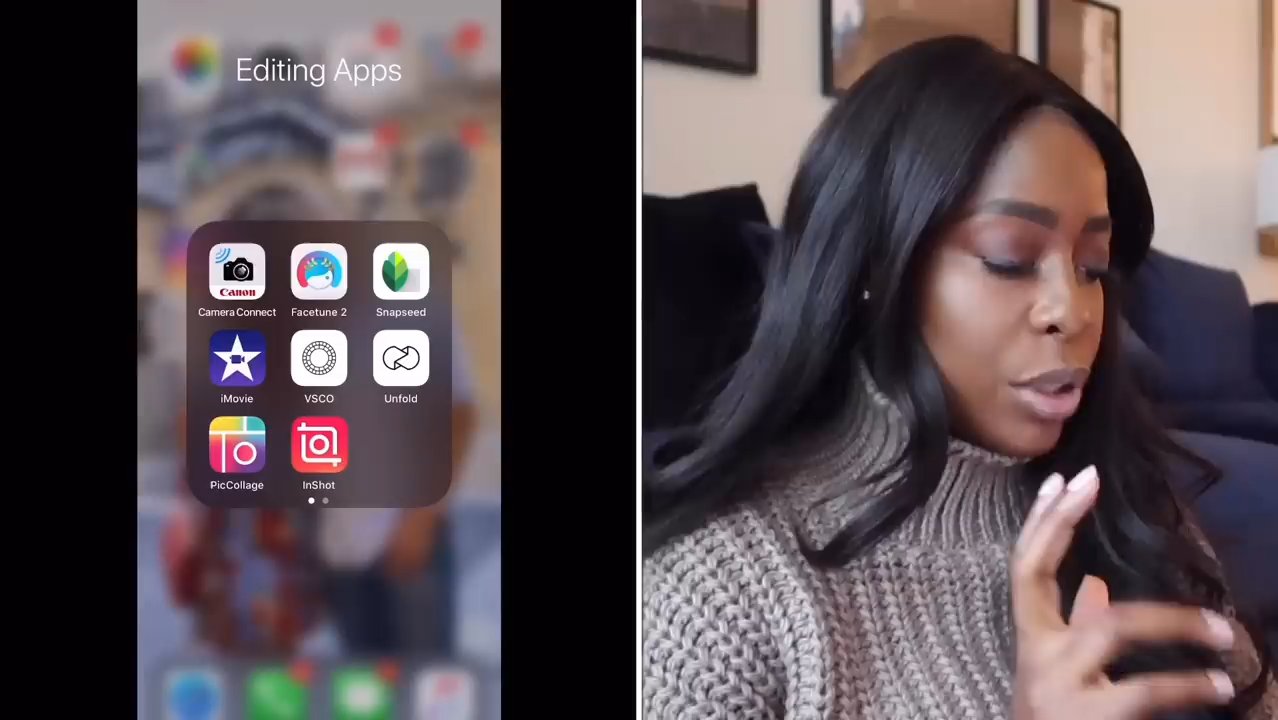 Editing Apps
Canon
Camera Connect
Facetune 2
Snapseed
iMovie
VSCO
Unfold
PicCollage
InShot